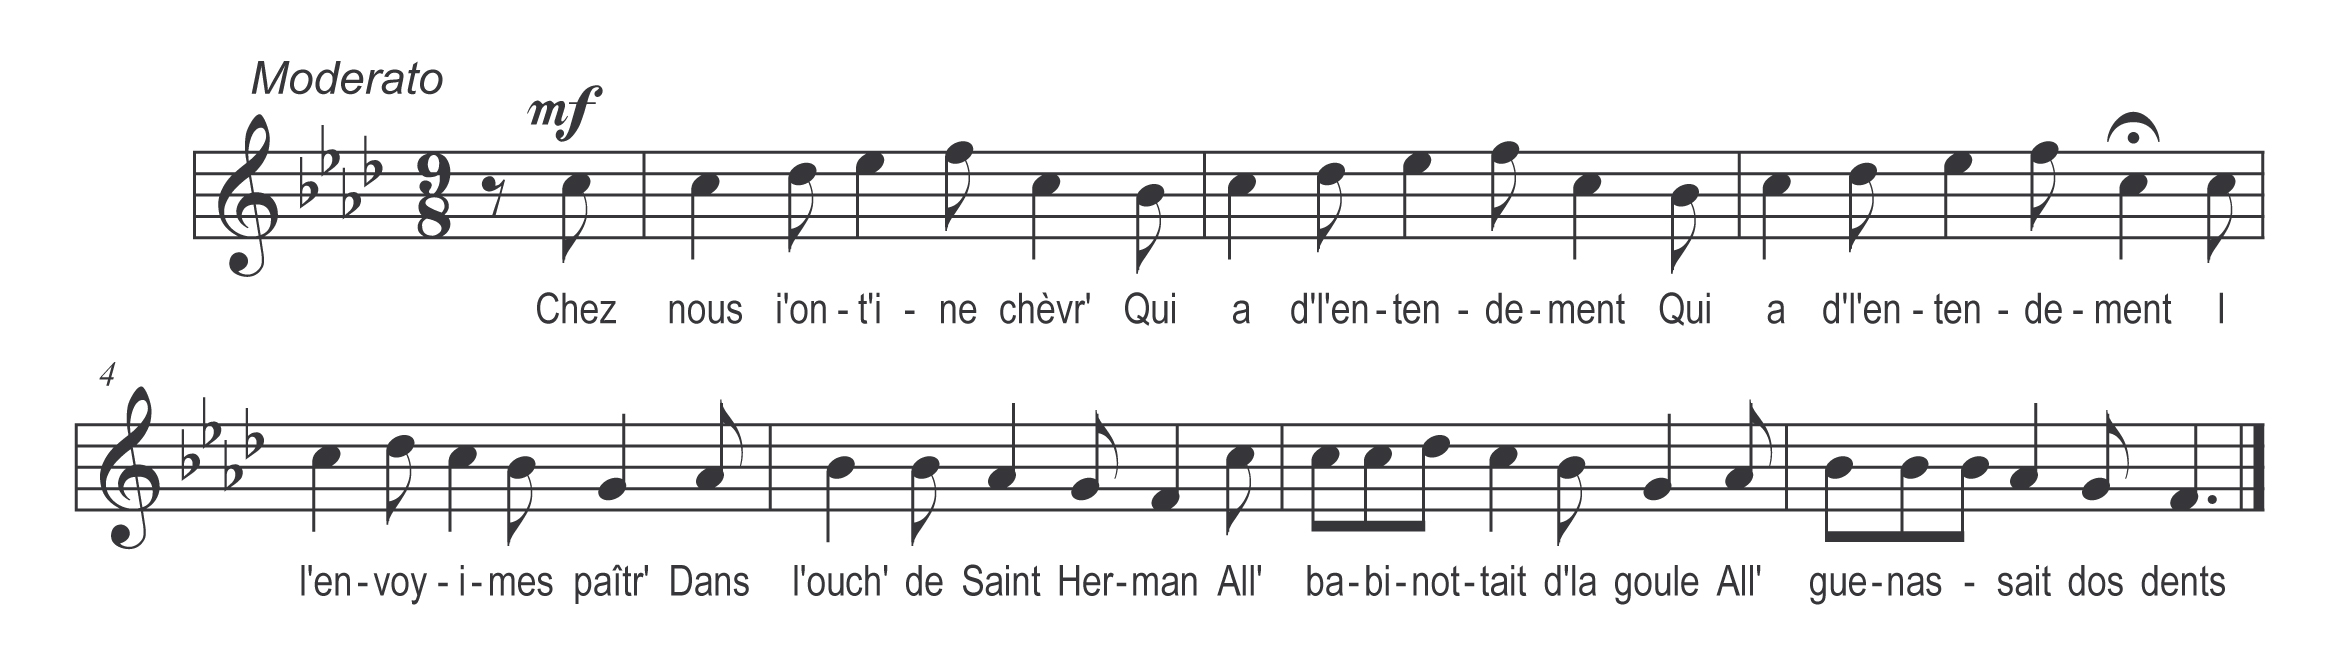 Moderato
mf
9
8
Chez nous i'on - t'i - ne chèvr' Qui a d'l'en - ten - de - ment Qui a d'l'en - ten - de - ment I
4
l'en - voy - i - mes paîtr' Dans l'ouch' de Saint Her - man All' ba - bi - not - tait d'la goule All' gue - nas - sait dos dents